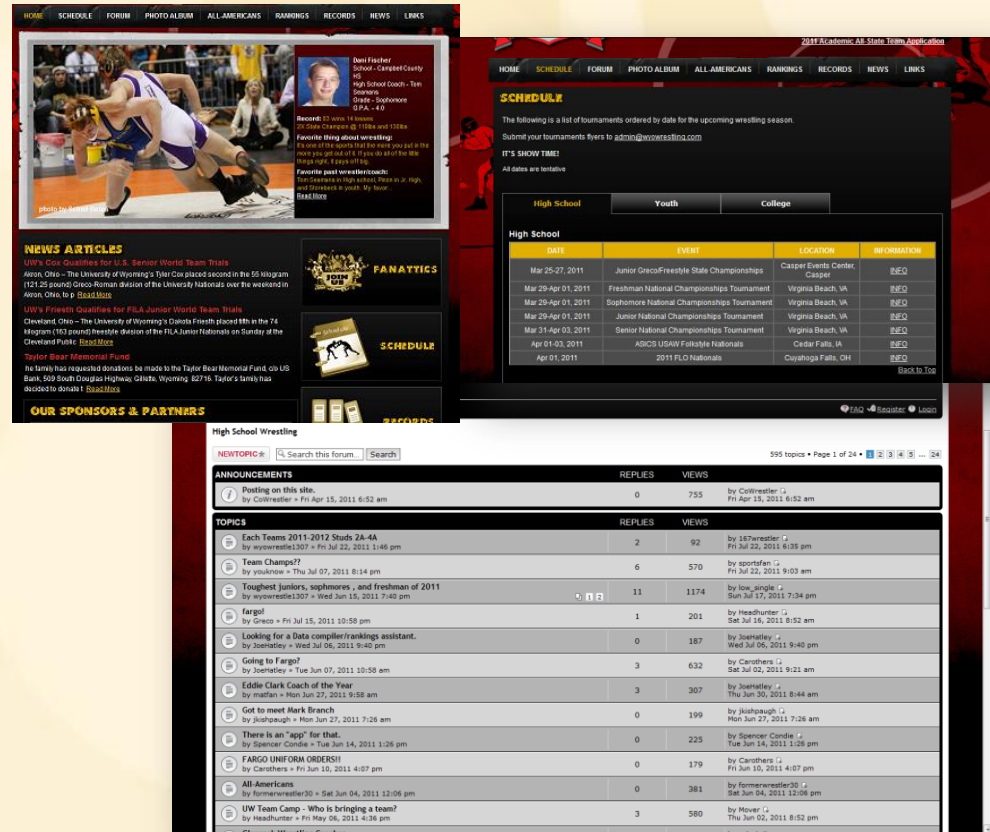 HOME SCHEDULE FORUM PHOTO ALBUM ALL-AMERICANS RANKINGS RECORDS NEWS LINKS
Dani Fischer
School - Campbell County
HS
High School Coach - Tom
Seamans
Grade - Sophomore
G.P.A. - 4.0
Record: 83 wins 14 losses
2X State Champion @ 119lbs and 130lbs
Favorite thing about wrestling:
It's one of the sports that the more you put in the
more you get out of it. If you do all of the little
things right, it pays off big.
Favorite past wrestler/coach:
Tom Seamans in High school, Peron in Jr. High,
and Storebeck in youth. My favor...
Read More
photo by
NEWS ARTICLES
UW's Cox Qualifies for U.S. Senior World Team Trials
Akron, Ohio – The University of Wyoming's Tyler Cox placed second in the 55 kilogram
(121.25 pound) Greco-Roman division of the University Nationals over the weekend in
Akron, Ohio, to p Read More
UW's Friesth Qualifies for FILA Junior World Team Trials
Cleveland, Ohio – The University of Wyoming's Dakota Friesth placed fifth in the 74
kilogram (163 pound) freestyle division of the FILA Junior Nationals on Sunday at the
Cleveland Public Read More
Taylor Bear Memorial Fund
he family has requested donations be made to the Taylor Bear Memorial Fund, c/o US
Bank, 509 South Douglas Highway, Gillette, Wyoming 82716. Taylor's family has
decided to donate t Read More
OUR SPONSORS & PARTNERS
JOIN
US
FANATTICS
Schedule
SCHEDULE
RECORDS
2011 Academic All-State Team Application
HOME SCHEDULE FORUM PHOTO ALBUM ALL-AMERICANS RANKINGS RECORDS NEWS LINKS
SCHEDULE
The following is a list of tournaments ordered by date for the upcoming wrestling season.
Submit your tournaments flyers to admin@wyowrestling.com
IT'S SHOW TIME!
All dates are tentative
High School Youth College
High School
DATE EVENT LOCATION INFORMATION
Mar 25-27, 2011 Junior Greco/Freestyle State Championships Casper Events Center, Casper INFO
Mar 29-Apr 01, 2011 Freshman National Championships Tournament Virginia Beach, VA INFO
Mar 29-Apr 01, 2011 Sophomore National Championships Tournament Virginia Beach, VA INFO
Mar 29-Apr 01, 2011 Junior National Championships Tournament Virginia Beach, VA INFO
Mar 31-Apr 03, 2011 Senior National Championships Tournament Virginia Beach, VA INFO
Apr 01-03, 2011 ASICS USAW Folkstyle Nationals Cedar Falls, IA INFO
Apr 01, 2011 2011 FLO Nationals Cuyahoga Falls, OH INFO
Back to Top
FAQ Register Login
High School Wrestling
NEWTOPIC Search this forum... Search 595 topics • Page 1 of 24 • 1 2 3 4 5 ... 24
ANNOUNCEMENTS REPLIES VIEWS
Posting on this site.
by CoWrestler » Fri Apr 15, 2011 6:52 am 0 755 by CoWrestler
Fri Apr 15, 2011 6:52 am
TOPICS REPLIES VIEWS
Each Teams 2011-2012 Studs 2A-4A
by wyowrestle1307 » Fri Jul 22, 2011 1:46 pm 2 92 by 167wrestler
Fri Jul 22, 2011 6:35 pm
Team Champs??
by youknow » Thu Jul 07, 2011 8:14 pm 6 570 by sportsfan
Fri Jul 22, 2011 9:03 am
Toughest juniors, sophmores , and freshman of 2011
by wyowrestle1307 » Wed Jun 15, 2011 7:40 pm 1 2 11 1174 by low_single
Sun Jul 17, 2011 7:34 pm
fargo!
by Greco » Fri Jul 15, 2011 10:58 pm 1 201 by Headhunter
Sat Jul 16, 2011 8:52 am
Looking for a Data compiler/rankings assistant.
by JoeHatley » Wed Jul 06, 2011 9:40 pm 0 187 by JoeHatley
Wed Jul 06, 2011 9:40 pm
Going to Fargo?
by JoeHatley » Tue Jun 07, 2011 10:58 am 3 632 by Carothers
Sat Jul 02, 2011 9:21 am
Eddie Clark Coach of the Year
by matfan » Mon Jun 27, 2011 9:58 am 3 307 by JoeHatley
Thu Jun 30, 2011 8:44 am
Got to meet Mark Branch
by jkishpaugh » Mon Jun 27, 2011 7:26 am 0 199 by jkishpaugh
Mon Jun 27, 2011 7:26 am
There is an "app" for that.
by Spencer Condie » Tue Jun 14, 2011 1:26 pm 0 225 by Spencer Condie
Tue Jun 14, 2011 1:26 pm
FARGO UNIFORM ORDERS!!!
by Carothers » Fri Jun 10, 2011 4:07 pm 0 179 by Carothers
Fri Jun 10, 2011 4:07 pm
All-Americans
by formerwrestler30 » Sat Jun 04, 2011 12:06 pm 0 381 by formerwrestler30
Sat Jun 04, 2011 12:06 pm
UW Team Camp - Who is bringing a team?
by Headhunter » Fri May 06, 2011 4:36 pm 3 580 by Mover
Thu Jun 02, 2011 8:52 pm